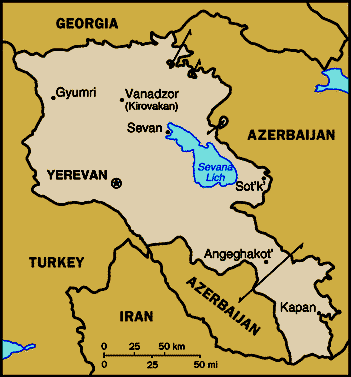 GEORGIA
Gyumri
Vanadzor
(Kirovakan)
Sevan
AZERBAIJAN
Sevana
Lich
Sot'k'
YEREVAN
Angeghakot'
TURKEY
AZERBAIJAN
Kapan
IRAN
0 25 50 km
0 25 50 mi